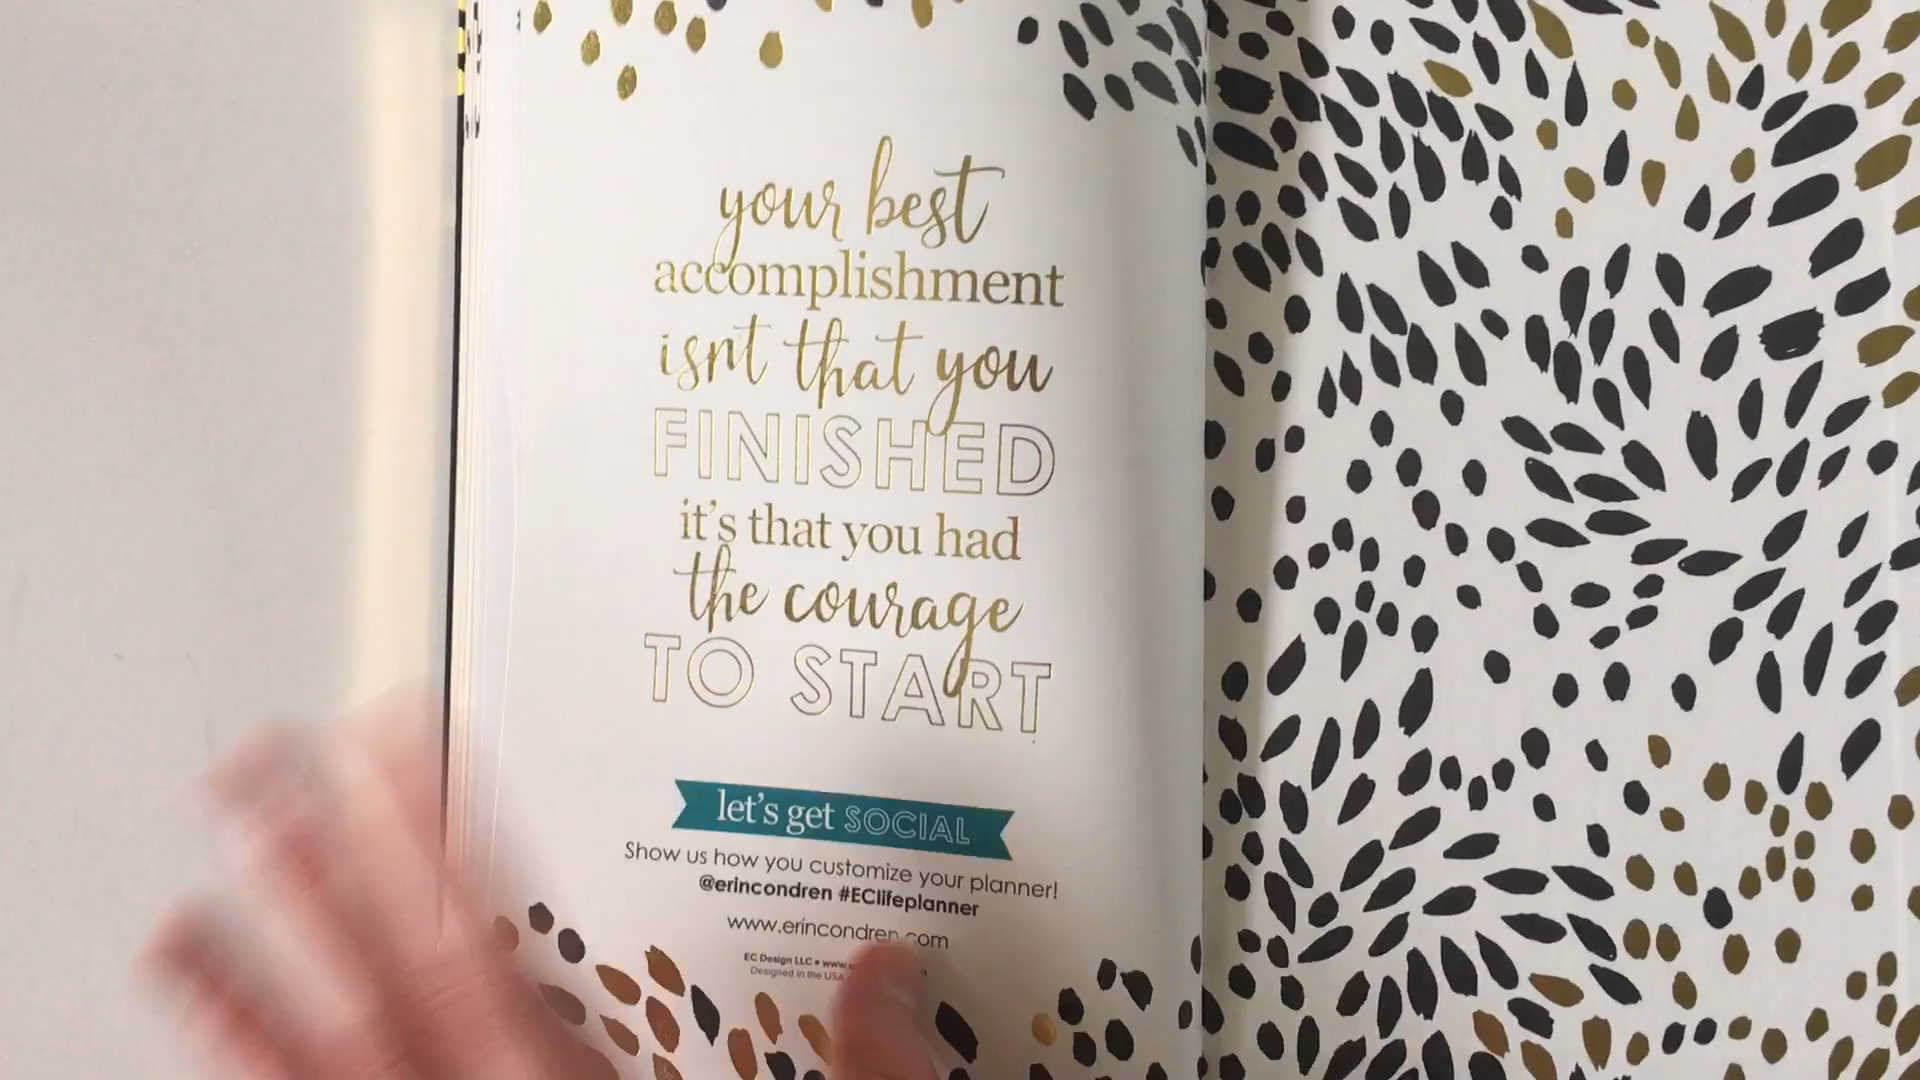 your best
accomplishment
isn't that you
FINISHED
it's that you had
the courage
TO START
let's get SOCIAL
Show us how you customize your planner!
@erincondren #EClifeplanner
www.erincondren.com
EC Design LLC • www.
Designed in the USA